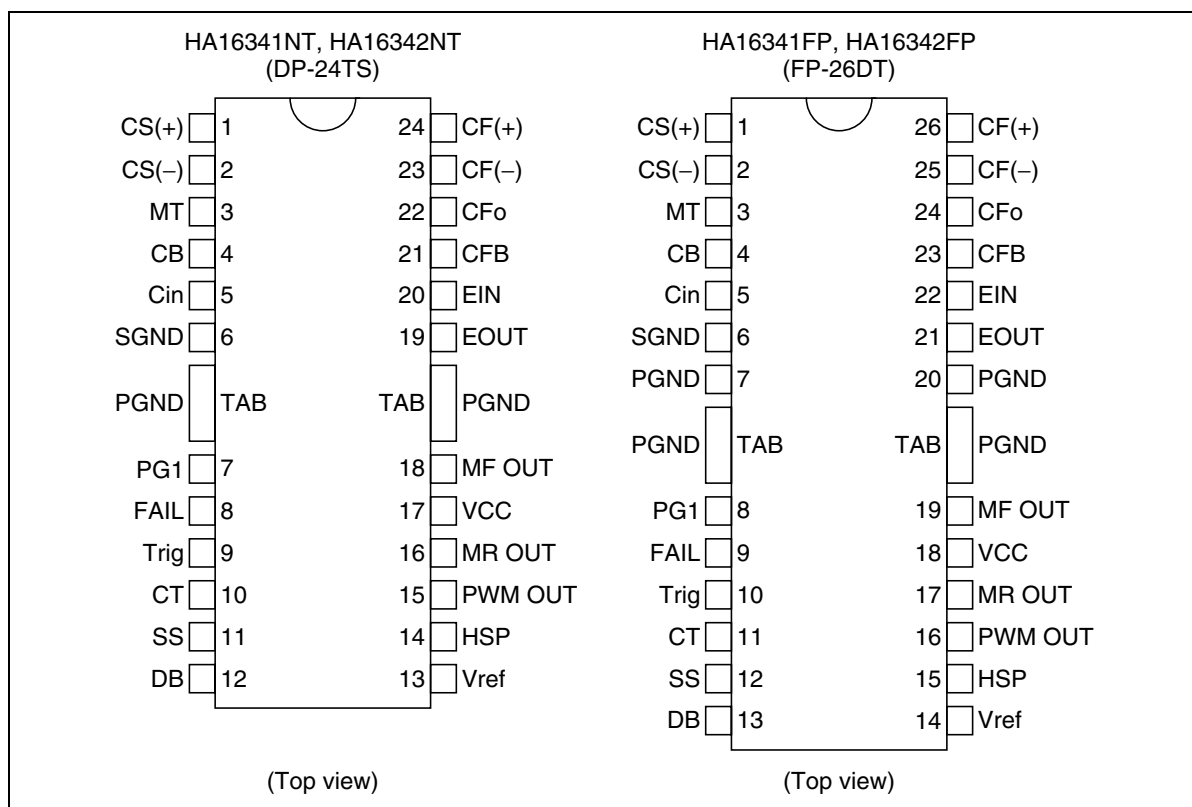 HA16341NT, HA16342NT
(DP-24TS)
CS(+) 1 24 CF(+)
CS(−) 2 23 CF(−)
MT 3 22 CFo
CB 4 21 CFB
Cin 5 20 EIN
SGND 6 19 EOUT
PGND TAB TAB PGND
PG1 7 18 MF OUT
FAIL 8 17 VCC
Trig 9 16 MR OUT
CT 10 15 PWM OUT
SS 11 14 HSP
DB 12 13 Vref
(Top view)
HA16341FP, HA16342FP
(FP-26DT)
CS(+) 1 26 CF(+)
CS(−) 2 25 CF(−)
MT 3 24 CFo
CB 4 23 CFB
Cin 5 22 EIN
SGND 6 21 EOUT
PGND 7 20 PGND
PGND TAB TAB PGND
PG1 8 19 MF OUT
FAIL 9 18 VCC
Trig 10 17 MR OUT
CT 11 16 PWM OUT
SS 12 15 HSP
DB 13 14 Vref
(Top view)